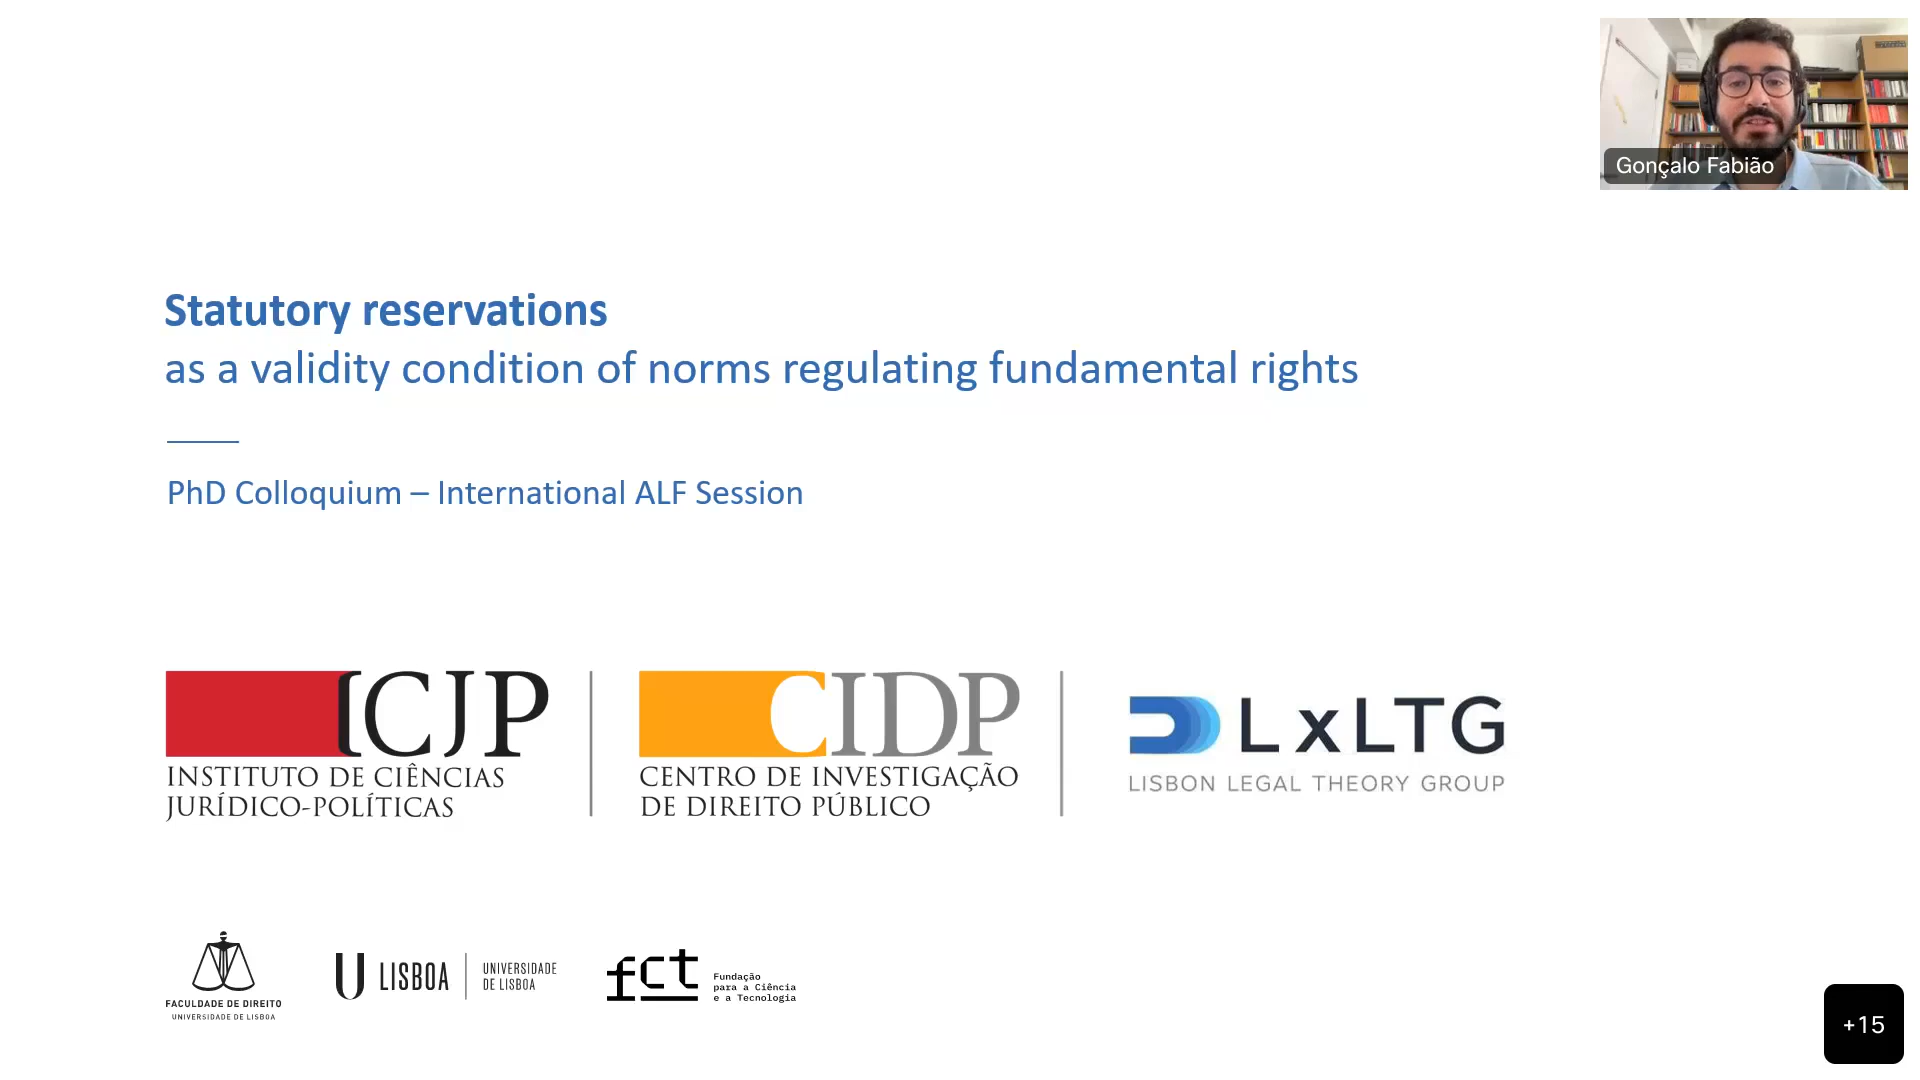 Gonçalo Fabião
Statutory reservations
as a validity condition of norms regulating fundamental rights
PhD Colloquium – International ALF Session
ICJP
INSTITUTO DE CIÊNCIAS
JURÍDICO-POLÍTICAS
CIDP
CENTRO DE INVESTIGAÇÃO
DE DIREITO PÚBLICO
LxLTG
LISBON LEGAL THEORY GROUP
FACULDADE DE DIREITO
UNIVERSIDADE DE LISBOA
U LISBOA
UNIVERSIDADE
DE LISBOA
fct
Fundação
para a Ciência
e a Tecnologia
+15